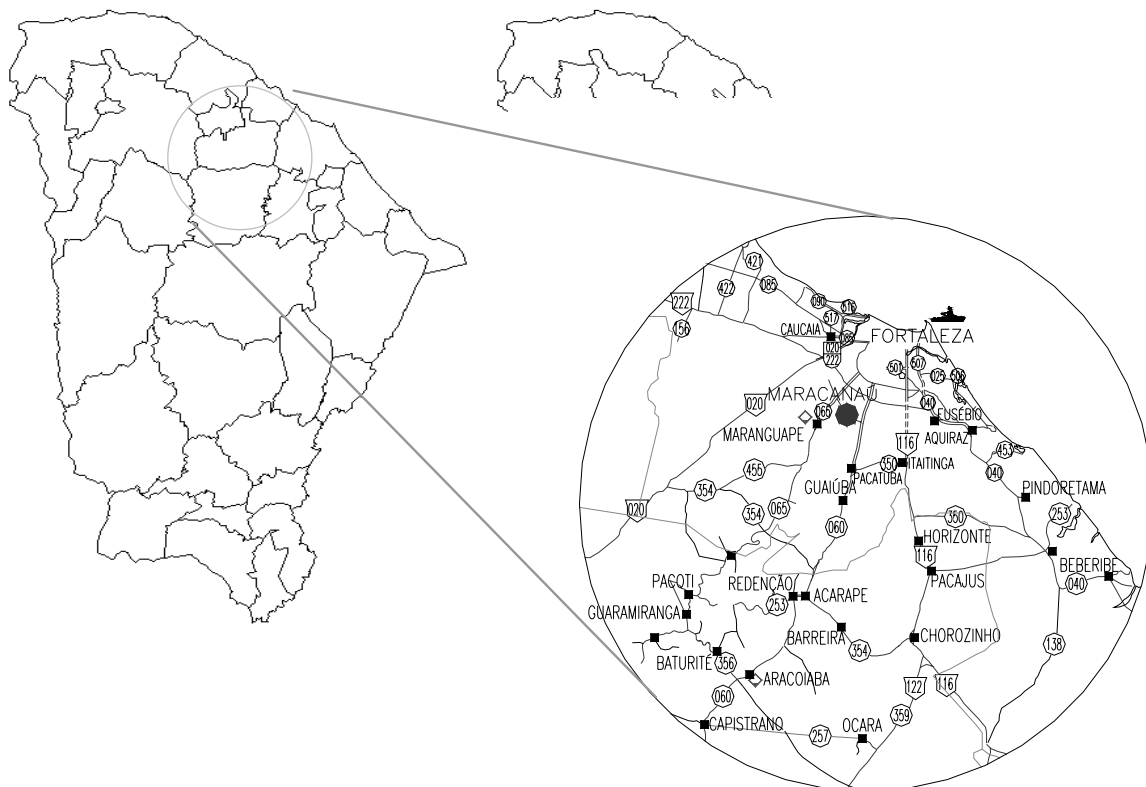 421
422
085
222
090
516
517
156
CAUCAIA
085
FORTALEZA
020
222
501
507
025
506
MARACANAÚ
020
065
040
EUSÉBIO
MARANGUAPE
AQUIRAZ
116
453
455
350
ITAITINGA
040
PACATUBA
354
GUAIÚBA
PINDORETAMA
020
354
065
060
350
253
HORIZONTE
116
BEBERIBE
PACOTI
REDENÇÃO
PACAJUS
040
253
ACARAPE
GUARAMIRANGA
BARREIRA
CHOROZINHO
354
138
BATURITÉ
356
ARACOIABA
122
116
060
359
CAPISTRANO
OCARA
257